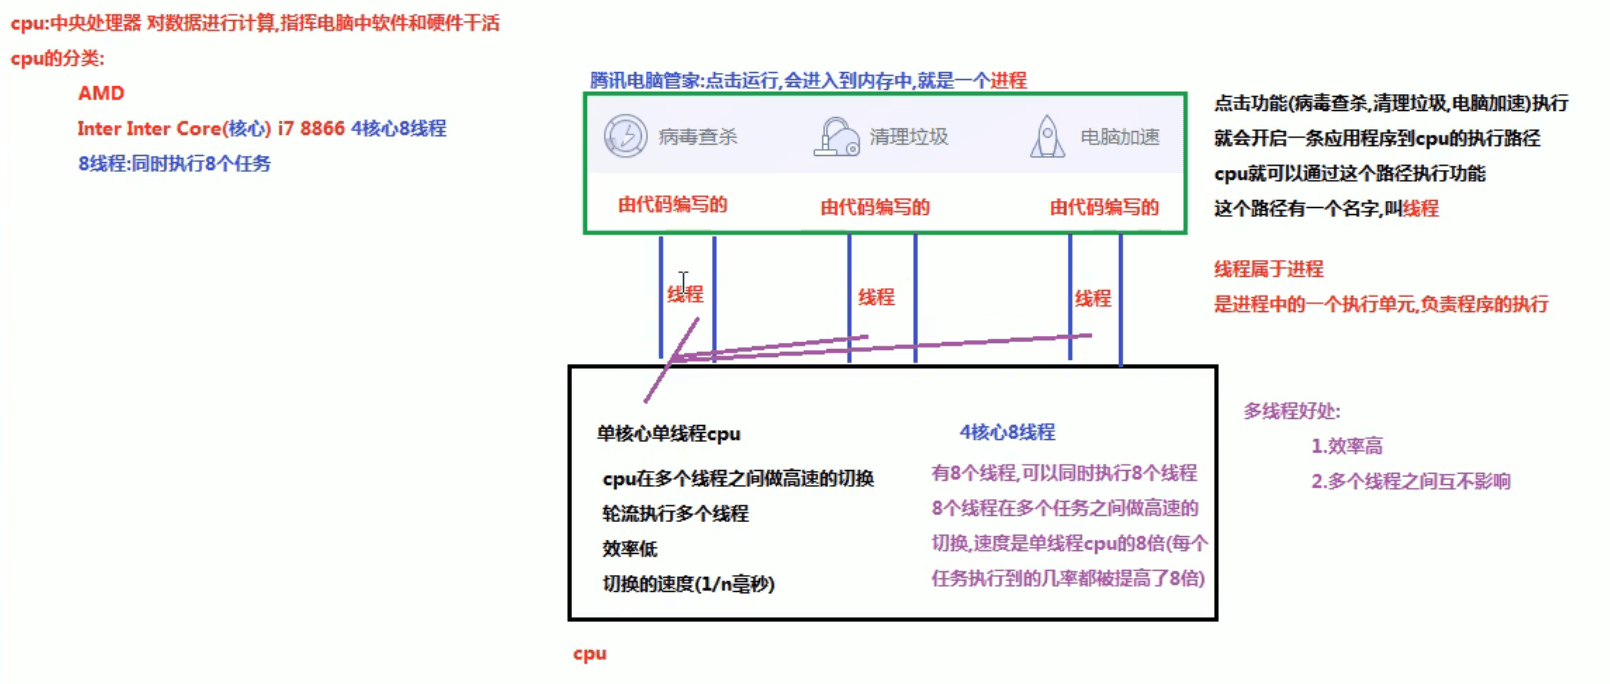 cpu:中央处理器 对数据进行计算,指挥电脑中软件和硬件干活
cpu的分类:
AMD
Inter Inter Core(核心) i7 8866 4核心8线程
8线程:同时执行8个任务
腾讯电脑管家:点击运行,会进入到内存中,就是一个进程
病毒查杀 清理垃圾 电脑加速
由代码编写的 由代码编写的 由代码编写的
线程 线程 线程
点击功能(病毒查杀,清理垃圾,电脑加速)执行
就会开启一条应用程序到cpu的执行路径
cpu就可以通过这个路径执行功能
这个路径有一个名字,叫线程
线程属于进程
是进程中的一个执行单元,负责程序的执行
单核心单线程cpu
cpu在多个线程之间做高速的切换
轮流执行多个线程
效率低
切换的速度(1/n毫秒)
4核心8线程
有8个线程,可以同时执行8个线程
8个线程在多个任务之间做高速的
切换,速度是单线程cpu的8倍(每个
任务执行到的几率都被提高了8倍)
多线程好处:
1.效率高
2.多个线程之间互不影响
cpu